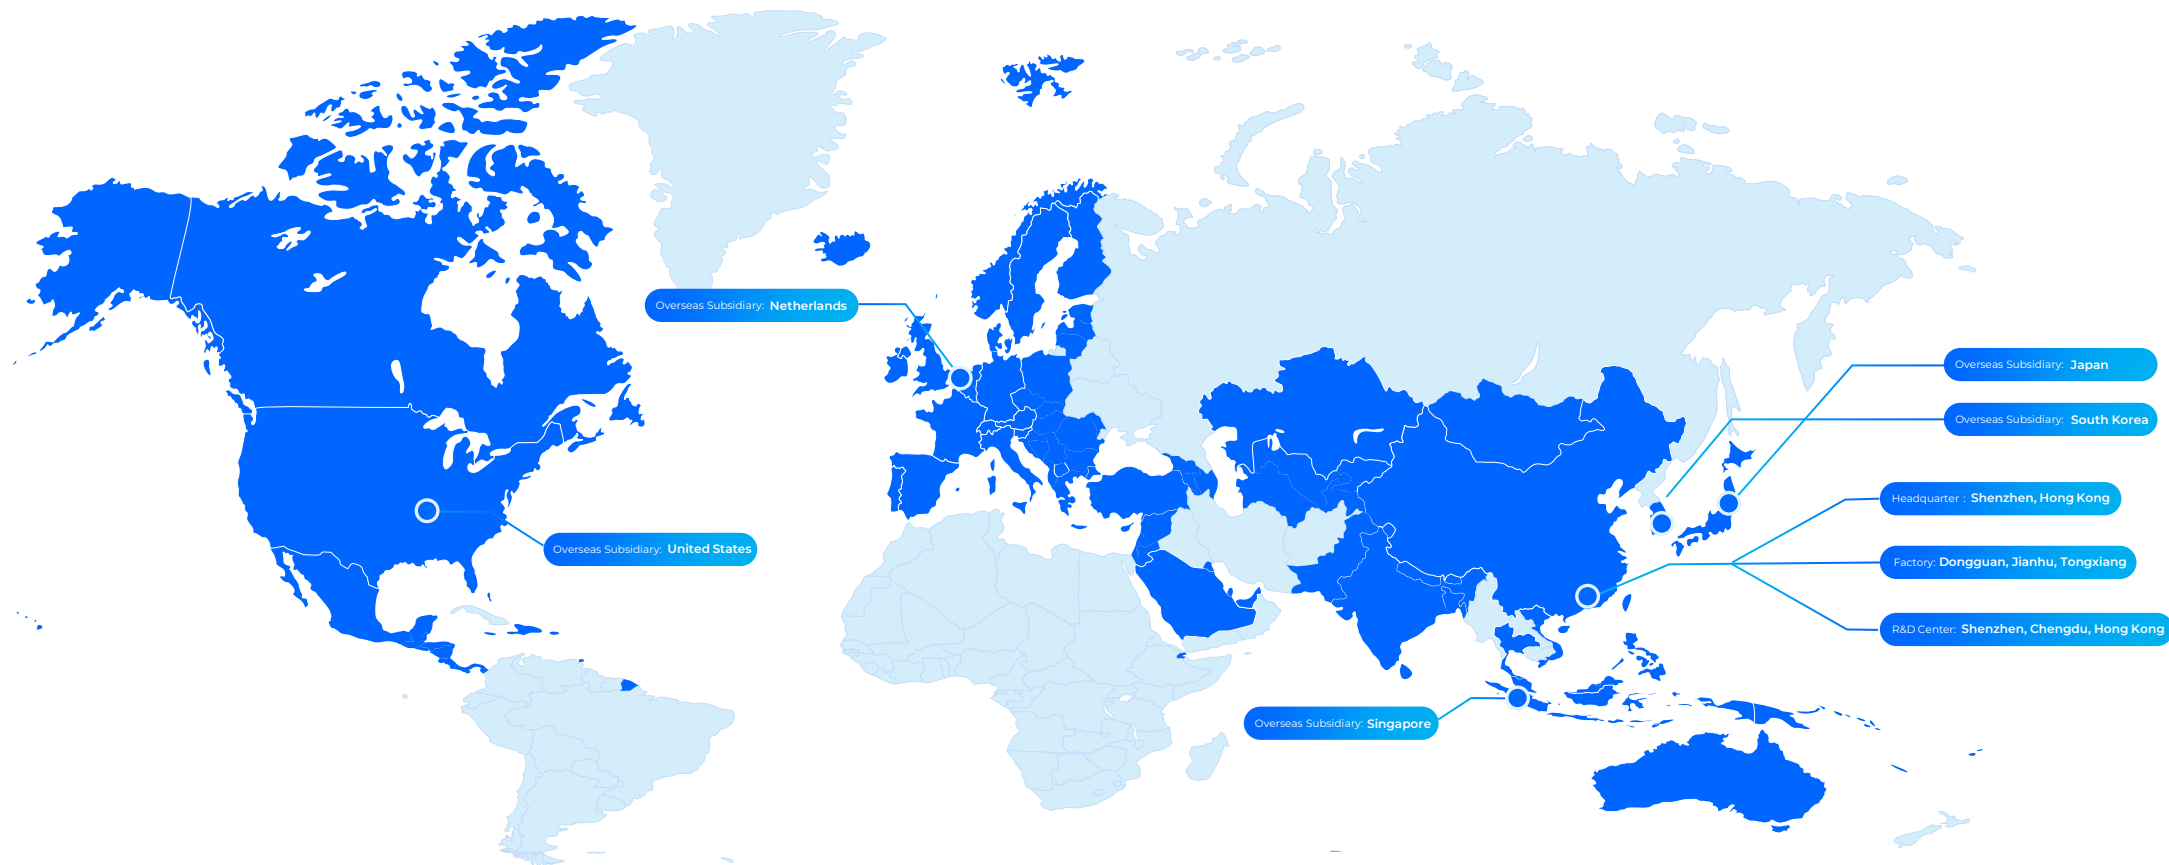 Overseas Subsidiary: Netherlands
Overseas Subsidiary: Japan
Overseas Subsidiary: South Korea
Headquarter : Shenzhen, Hong Kong
Overseas Subsidiary: United States
Factory: Dongguan, Jianhu, Tongxiang
R&D Center: Shenzhen, Chengdu, Hong Kong
Overseas Subsidiary: Singapore